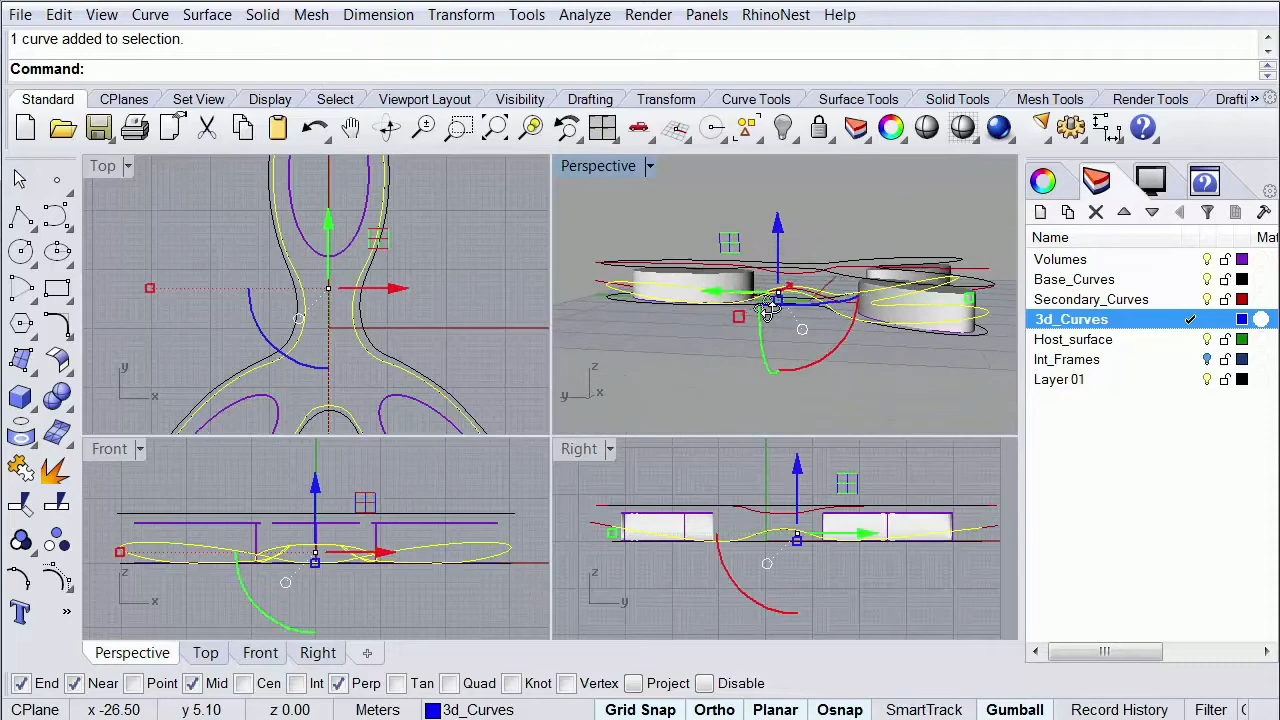 File Edit View Curve Surface Solid Mesh Dimension Transform Tools Analyze Render Panels RhinoNest Help
1 curve added to selection.
Command:
Standard CPlanes Set View Display Select Viewport Layout Visibility Drafting Transform Curve Tools Surface Tools Solid Tools Mesh Tools Render Tools Drafti »
Top
Perspective
Name Mat
Volumes
Base_Curves
Secondary_Curves
3d_Curves
Host_surface
Int_Frames
Layer 01
y
x
z
y x
Front
Right
z
x
z
y
T »
Perspective Top Front Right
End Near Point Mid Cen Int Perp Tan Quad Knot Vertex Project Disable
CPlane x -26.50 y 5.10 z 0.00 Meters 3d_Curves Grid Snap Ortho Planar Osnap SmartTrack Gumball Record History Filter